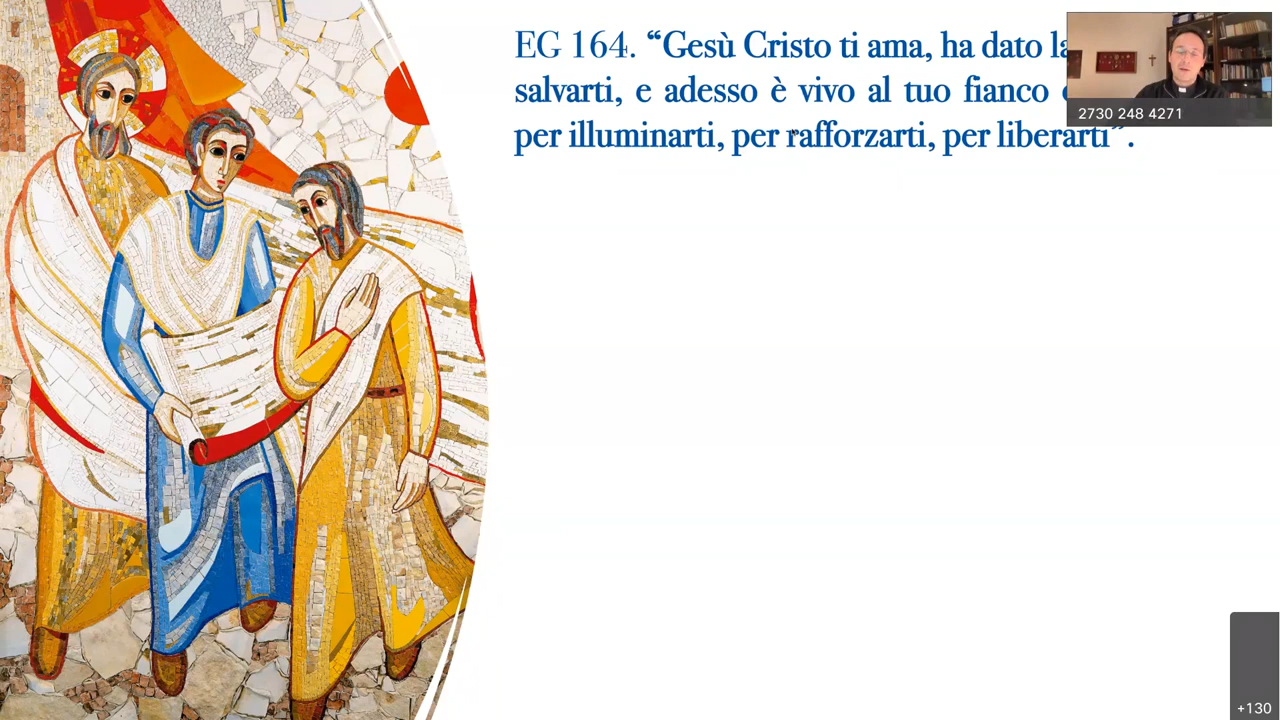 EG 164. “Gesù Cristo ti ama, ha dato la
salvarti, e adesso è vivo al tuo fianco
per illuminarti, per rafforzarti, per liberarti”.
2730 248 4271
+130